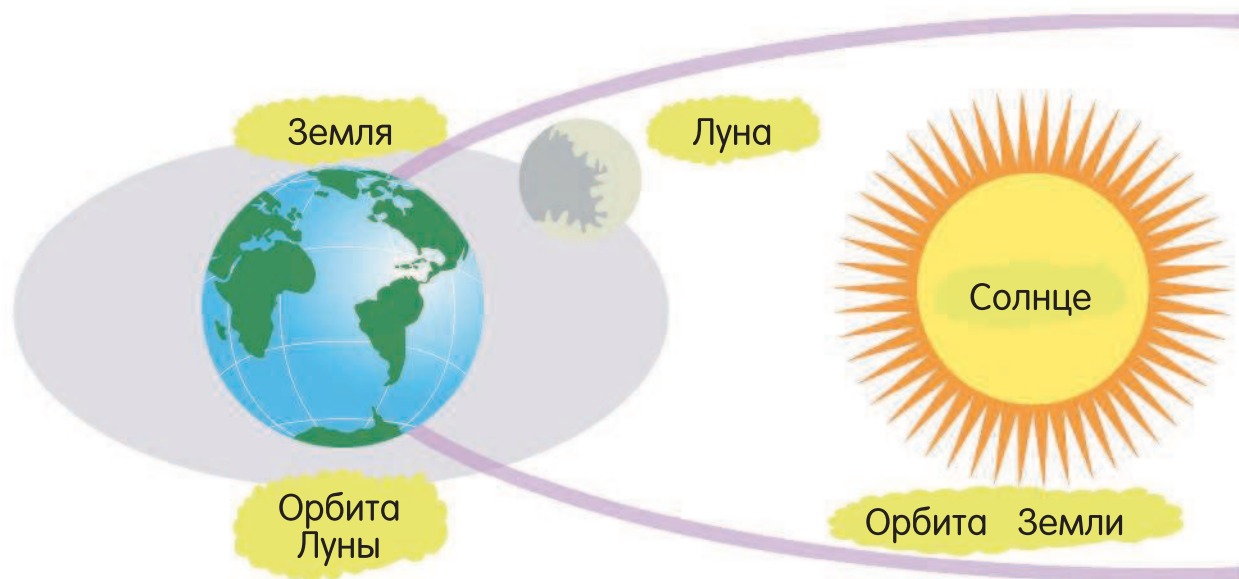 Земля
Луна
Солнце
Орбита
Луны
Орбита Земли